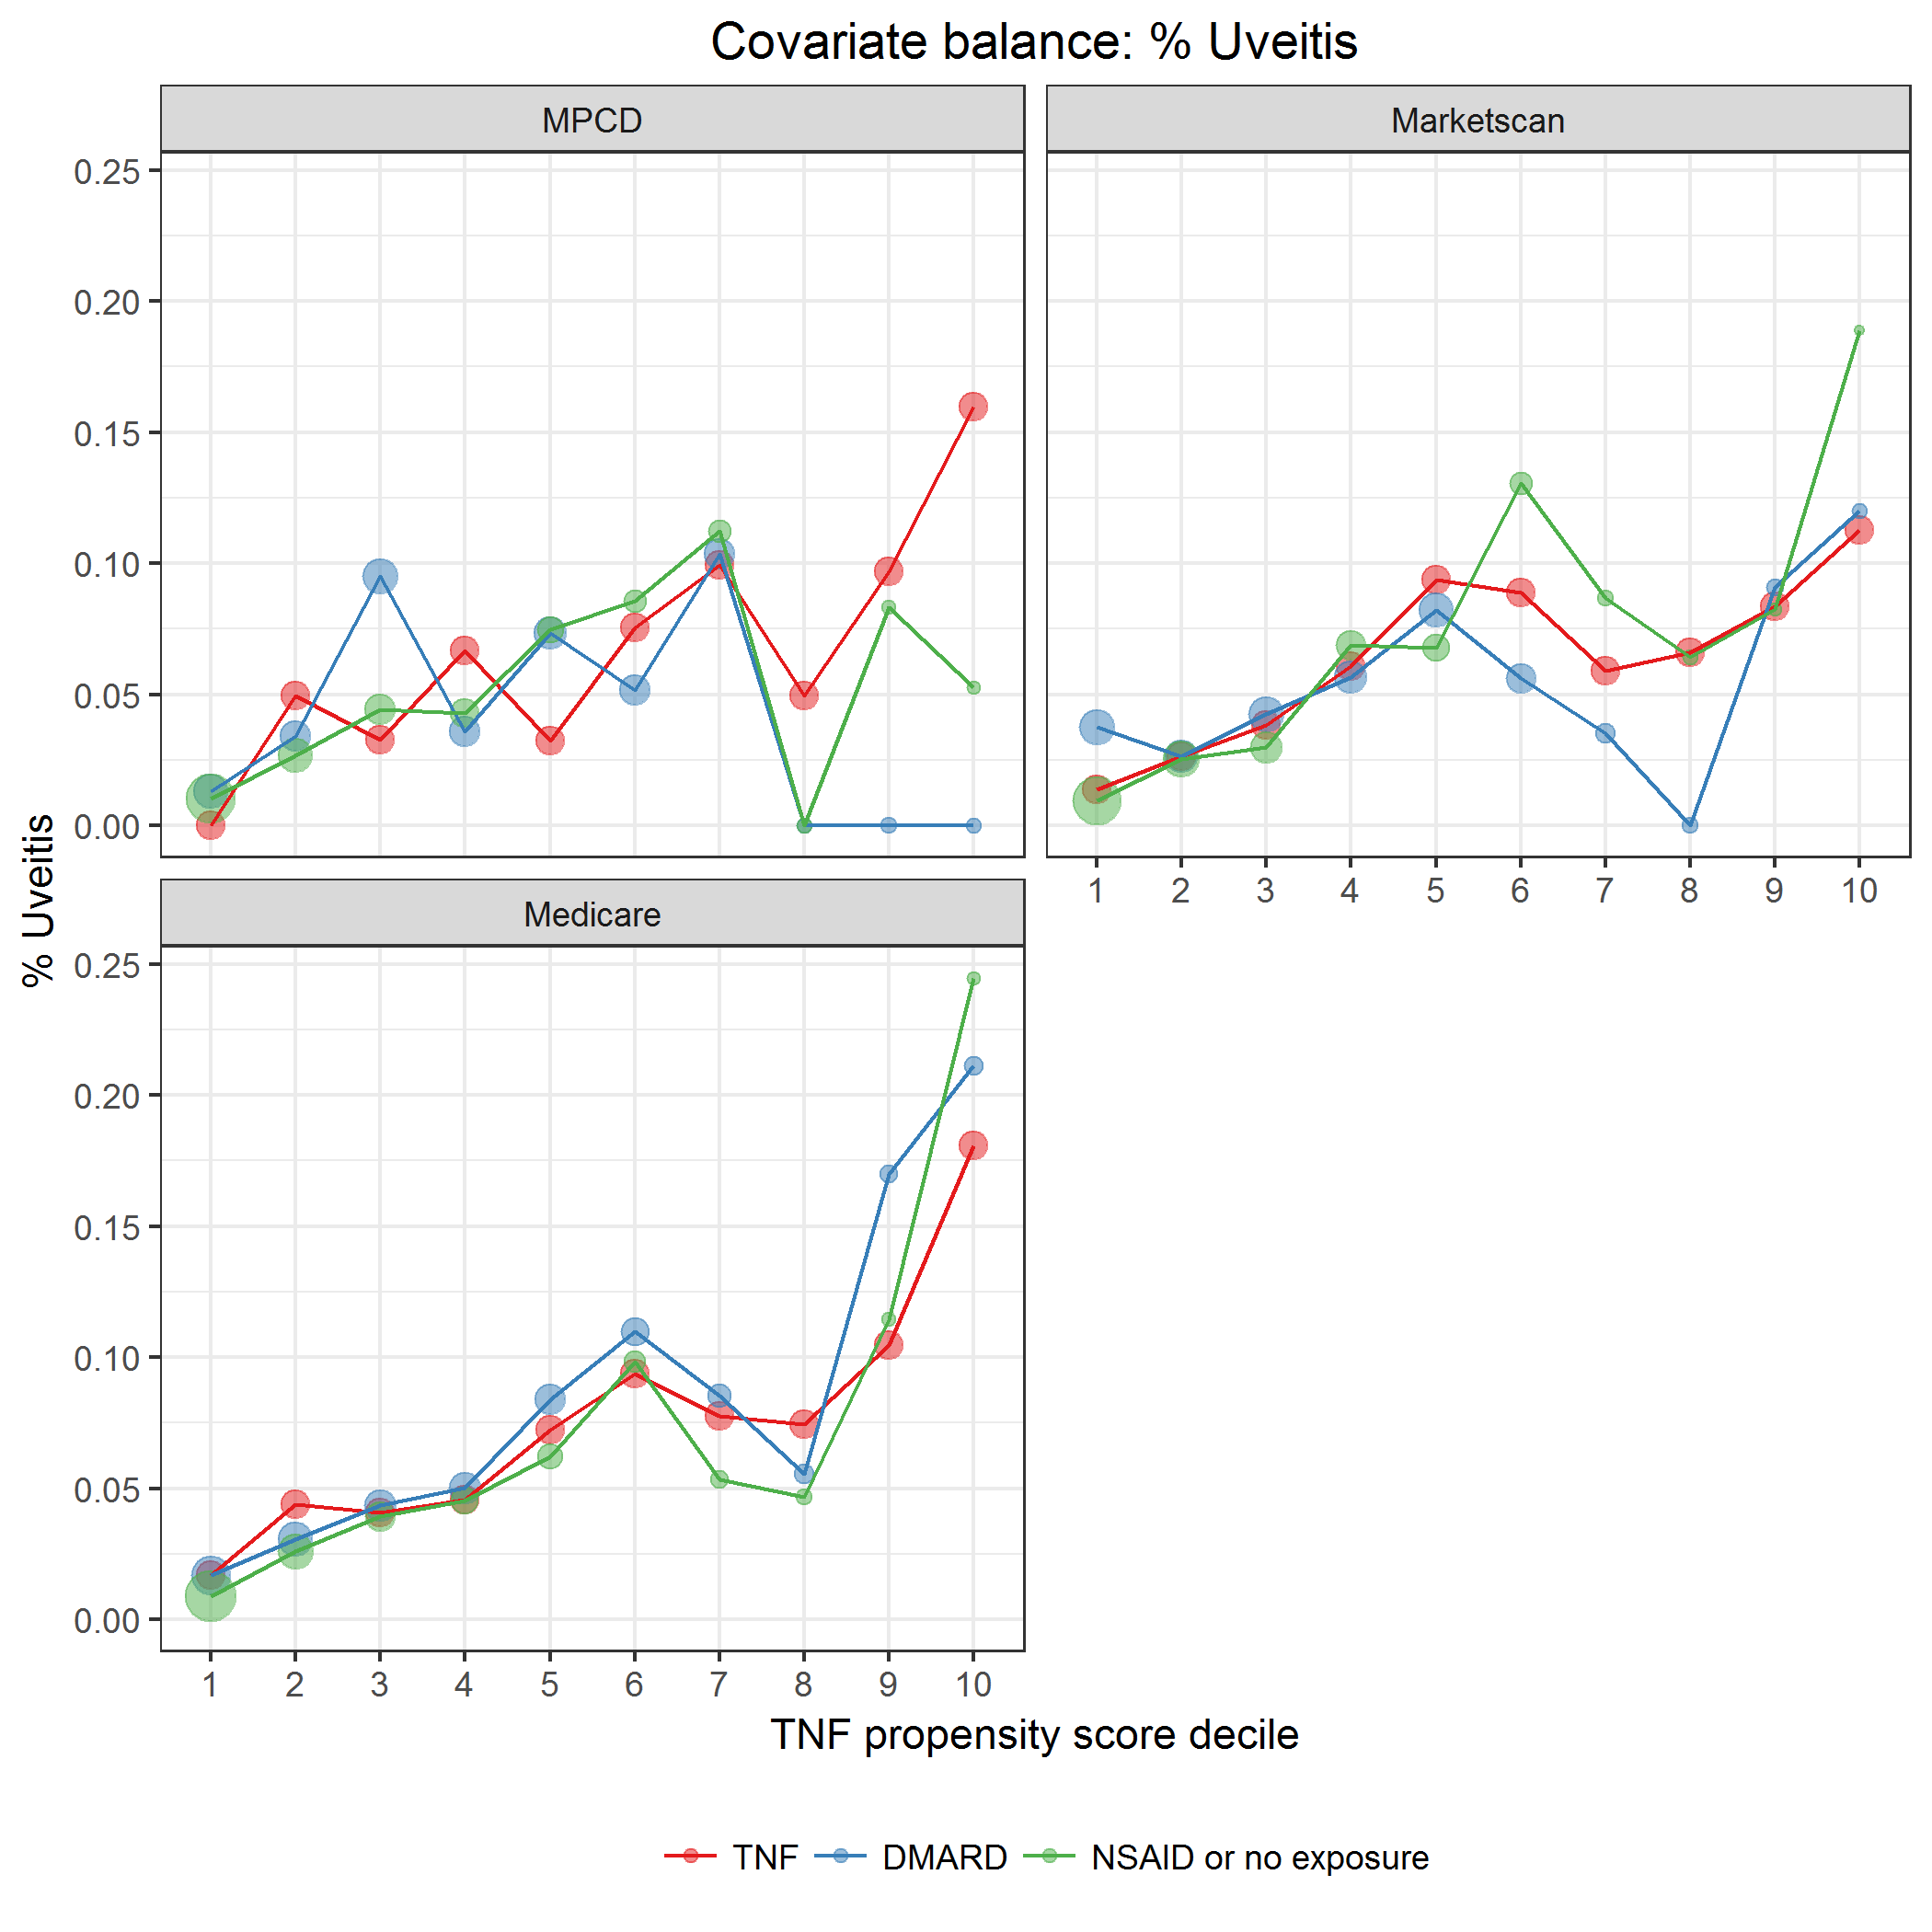 Covariate balance: % Uveitis
MPCD
Marketscan
0.25
0.20
0.15
0.10
0.05
0.00
1 2 3 4 5 6 7 8 9 10
% Uveitis
Medicare
0.25
0.20
0.15
0.10
0.05
0.00
1 2 3 4 5 6 7 8 9 10
TNF propensity score decile
TNF DMARD NSAID or no exposure